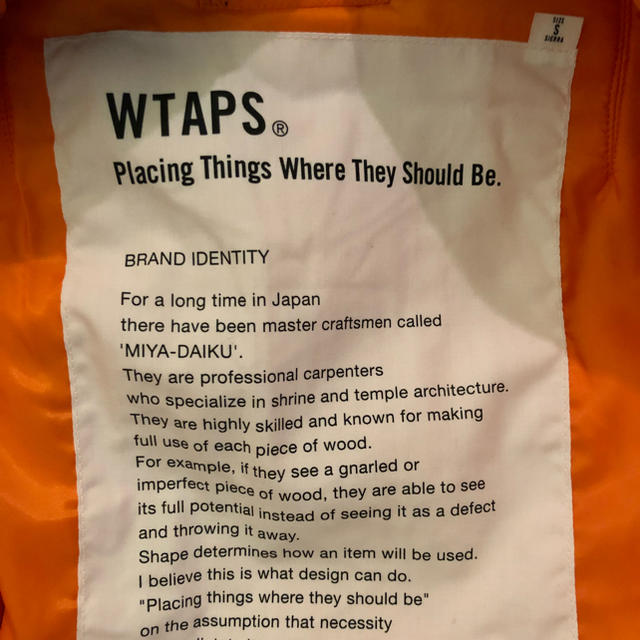 SIZE
S
SIERRA
WTAPS®
Placing Things Where They Should Be.
BRAND IDENTITY
For a long time in Japan
there have been master craftsmen called
'MIYA-DAIKU'.
They are professional carpenters
who specialize in shrine and temple architecture.
They are highly skilled and known for making
full use of each piece of wood.
For example, if they see a gnarled or
imperfect piece of wood, they are able to see
its full potential instead of seeing it as a defect
and throwing it away.
Shape determines how an item will be used.
I believe this is what design can do.
"Placing things where they should be"
on the assumption that necessity